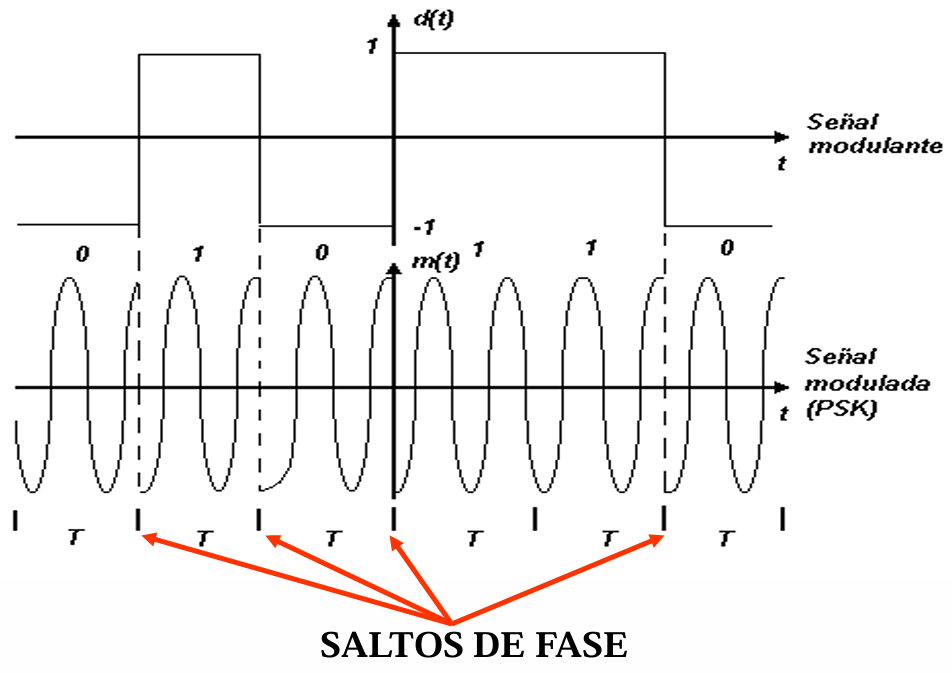 d(t)
1
Señal
modulante
t
-1
0
1
0
1
1
0
m(t)
Señal
modulada
(PSK)
t
T
T
T
T
T
T
SALTOS DE FASE